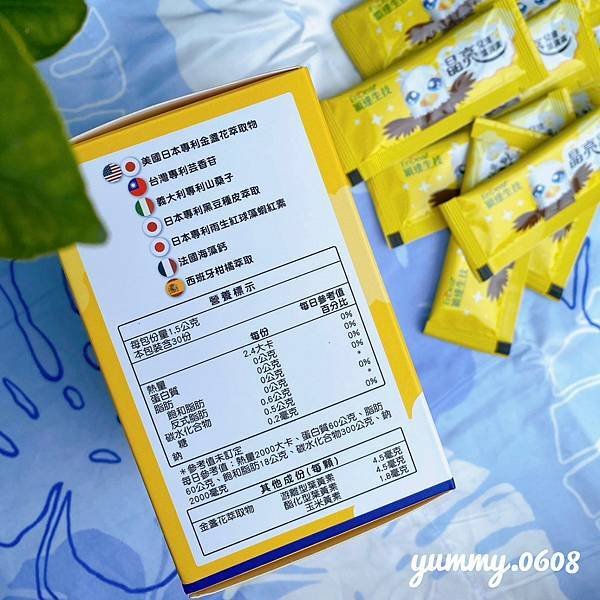 美國日本專利金盞花萃取物
台灣專利芸香苷
義大利專利山桑子
日本專利黑豆種皮萃取
日本專利雨生紅球藻蝦紅素
法國海藻鈣
西班牙柑橘萃取
營養標示
每包份量1.5公克
本包裝含30份
每份 每日參考值百分比
熱量 2.4大卡 0%
蛋白質 0公克 0%
脂肪 0公克 0%
飽和脂肪 0公克 0%
反式脂肪 0公克 *
碳水化合物 0.6公克 0%
糖 0.5公克 *
鈉 0.2毫克 0%
*參考值未訂定
每日參考值：熱量2000大卡、蛋白質60公克、脂肪
60公克、飽和脂肪18公克、碳水化合物300公克、鈉
2000毫克
其他成份(每顆)
金盞花萃取物 游離型葉黃素 4.5毫克
酯化型葉黃素 4.5毫克
玉米黃素 1.8毫克
晶亮
兒童
晶亮
yummy.0608